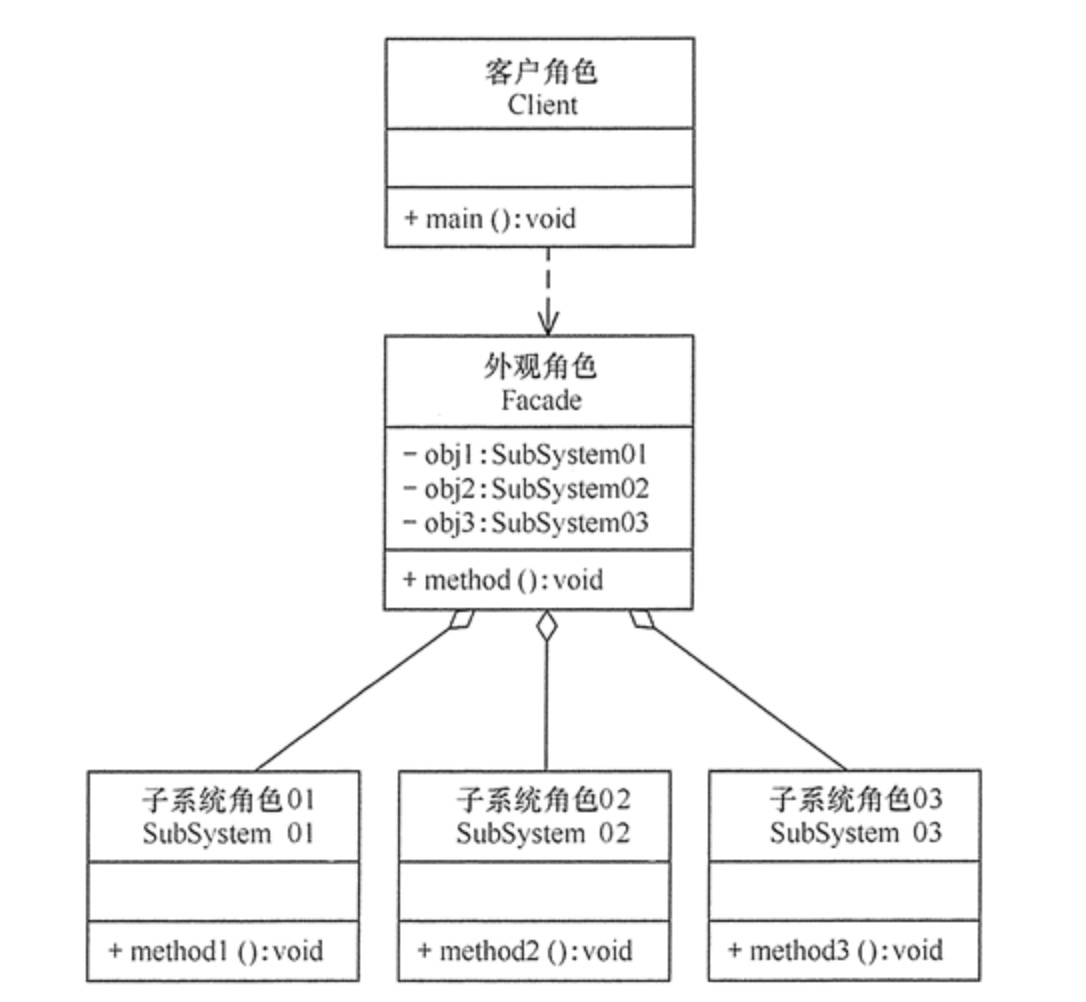 客户角色
Client
+ main ():void
外观角色
Facade
- obj1:SubSystem01
- obj2:SubSystem02
- obj3:SubSystem03
+ method ():void
子系统角色01
SubSystem 01
+ method1 ():void
子系统角色02
SubSystem 02
+ method2 ():void
子系统角色03
SubSystem 03
+ method3 ():void